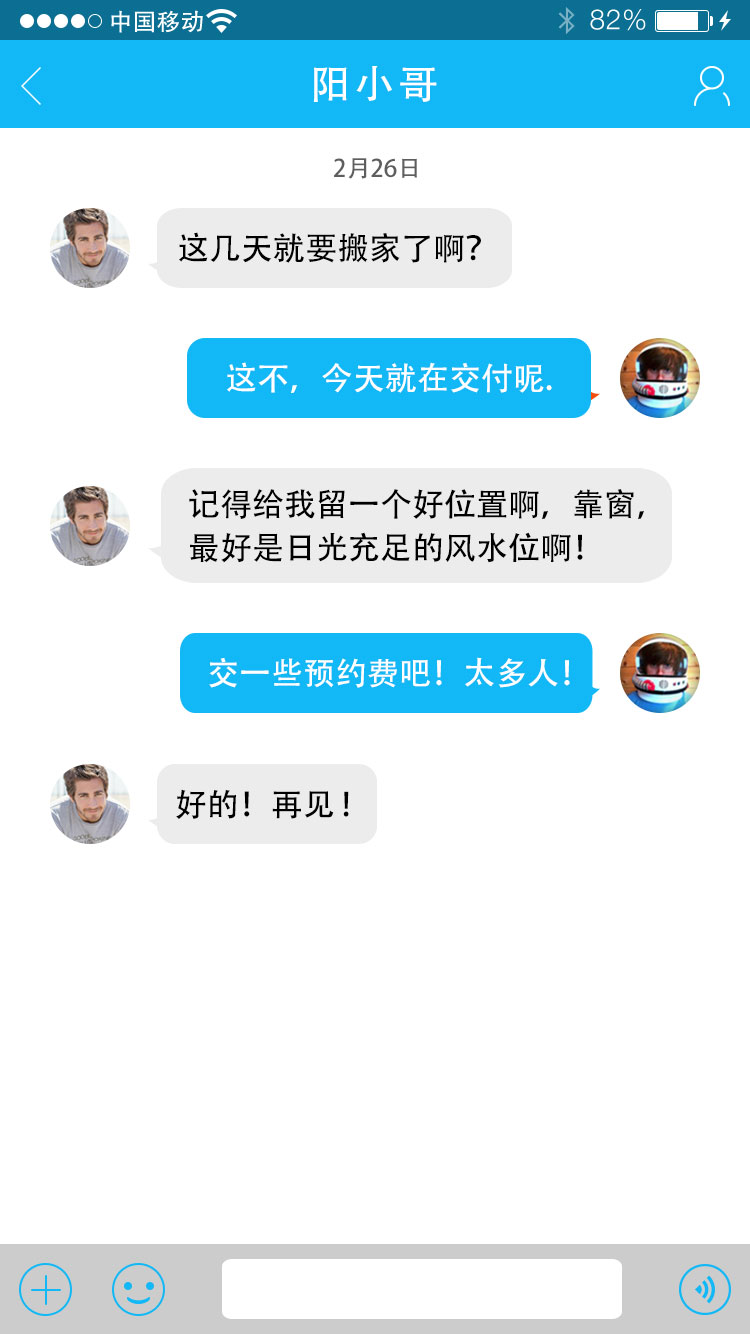 中国移动 82%
阳小哥
2月26日
这几天就要搬家了啊?
这不，今天就在交付呢.
记得给我留一个好位置啊，靠窗，
最好是日光充足的风水位啊！
交一些预约费吧！太多人！
好的！再见！